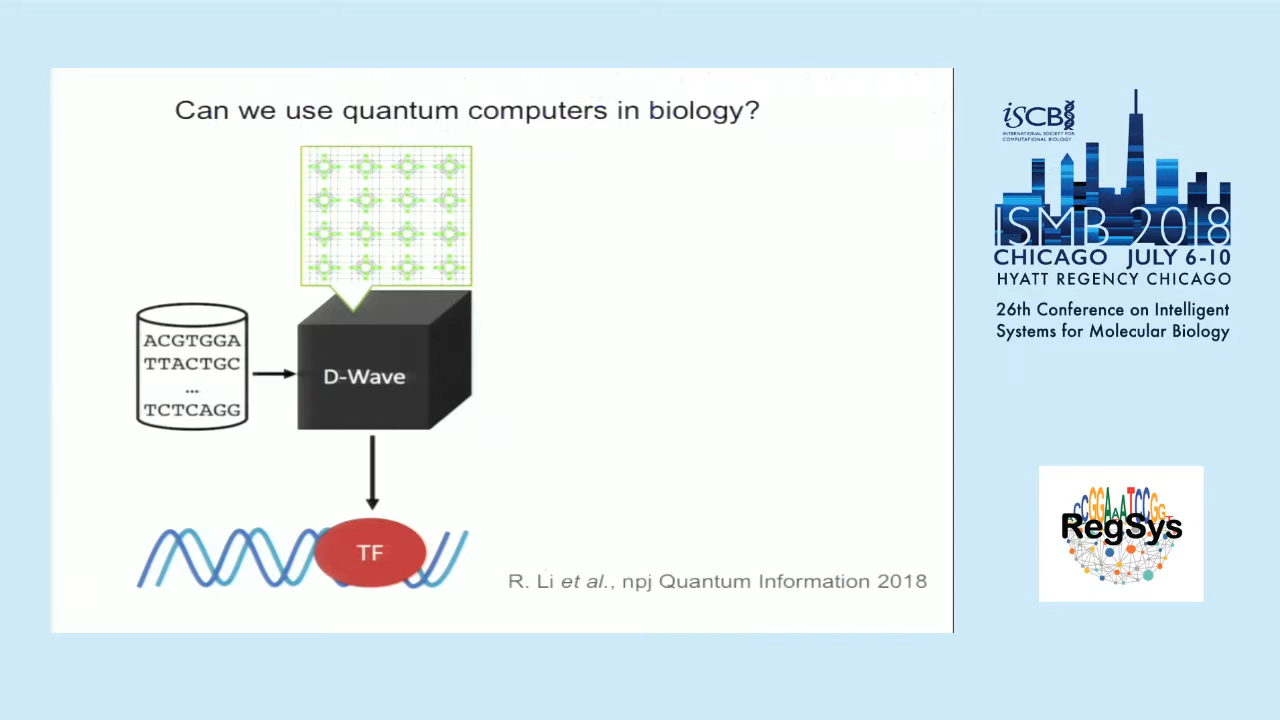 Can we use quantum computers in biology?
ACGTGGA
TTACTGC
...
TCTCAGG
D-Wave
TF
R. Li et al., npj Quantum Information 2018
iSCB
INTERNATIONAL SOCIETY FOR
COMPUTATIONAL BIOLOGY
ISMB 2018
CHICAGO JULY 6-10
HYATT REGENCY CHICAGO
26th Conference on Intelligent
Systems for Molecular Biology
RegSys